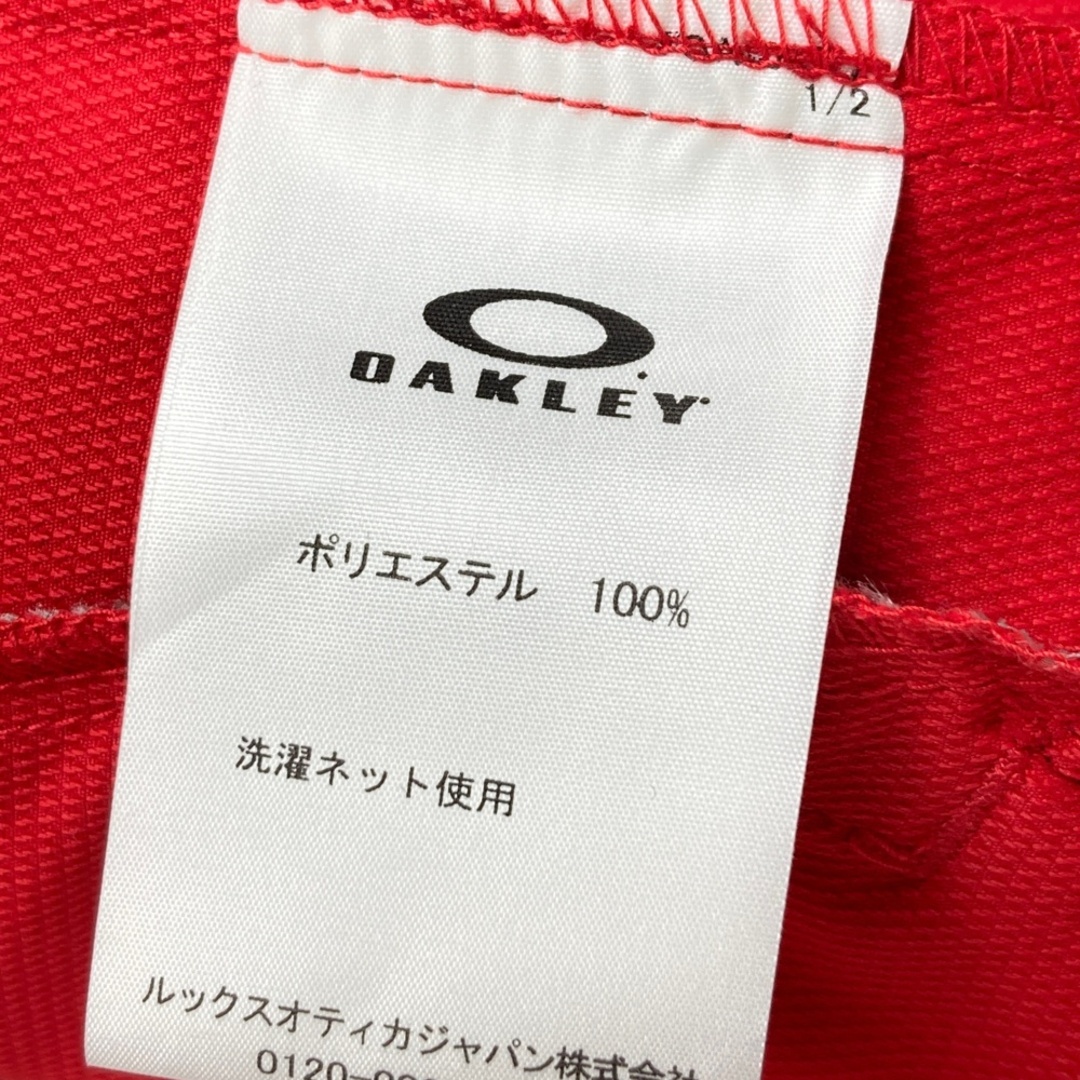 1/2
OAKLEY
ポリエステル 100%
洗濯ネット使用
ルックスオティカジャパン株式会社
0120-